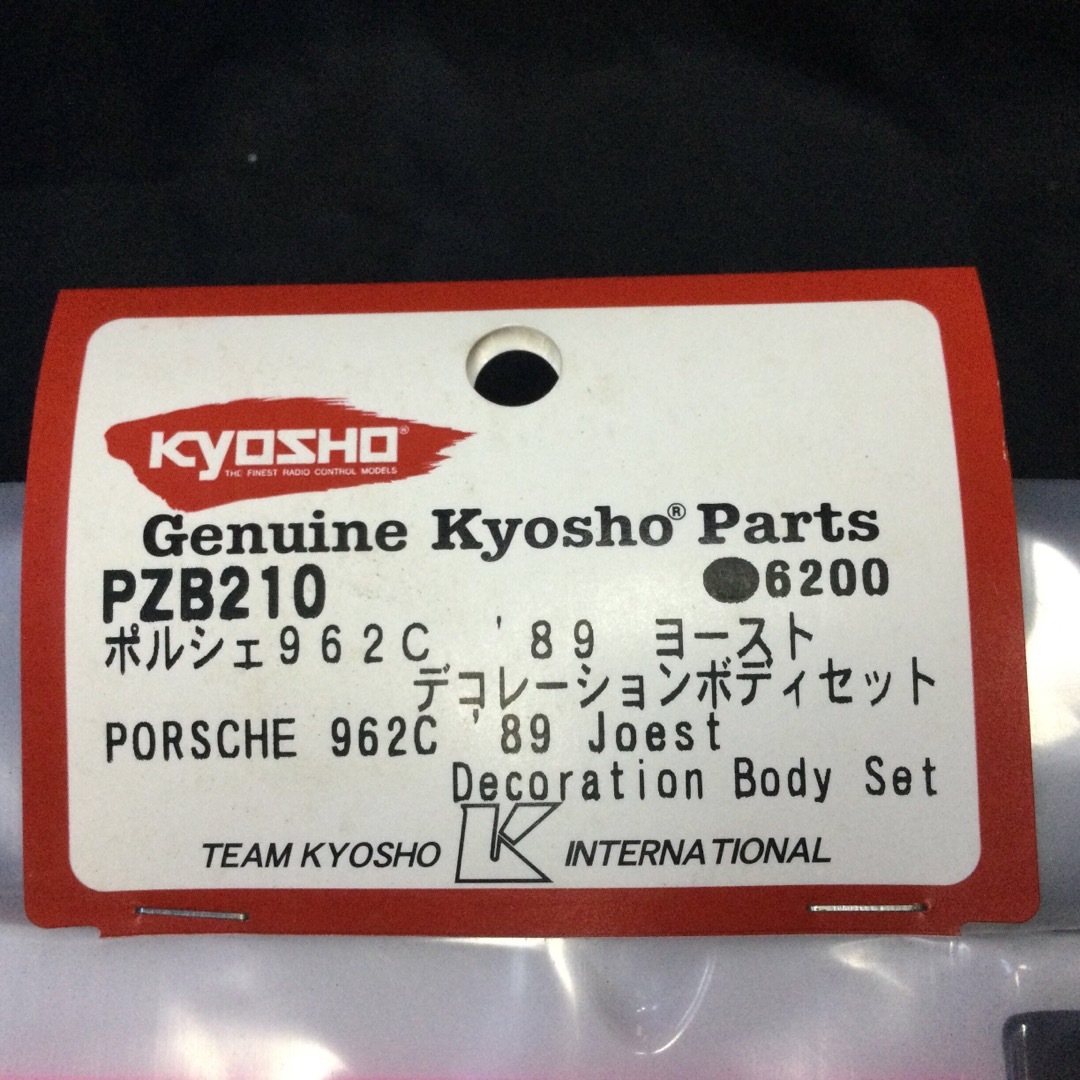 KYOSHO®
THE FINEST RADIO CONTROL MODELS
Genuine Kyosho® Parts
PZB210 ●6200
ポルシェ962C '89 ヨースト
デコレーションボディセット
PORSCHE 962C '89 Joest
Decoration Body Set
TEAM KYOSHO K INTERNATIONAL